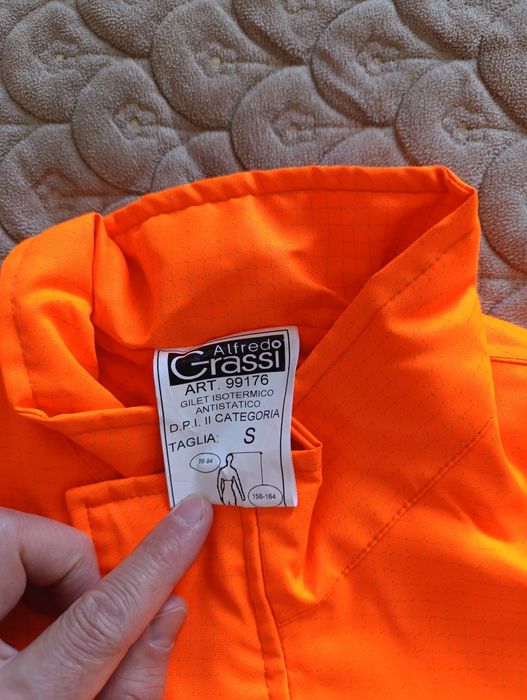 Alfredo
Grassi
ART. 99176
GILET ISOTERMICO
ANTISTATICO
D.P.I. II CATEGORIA
TAGLIA: S
86-94
156-164